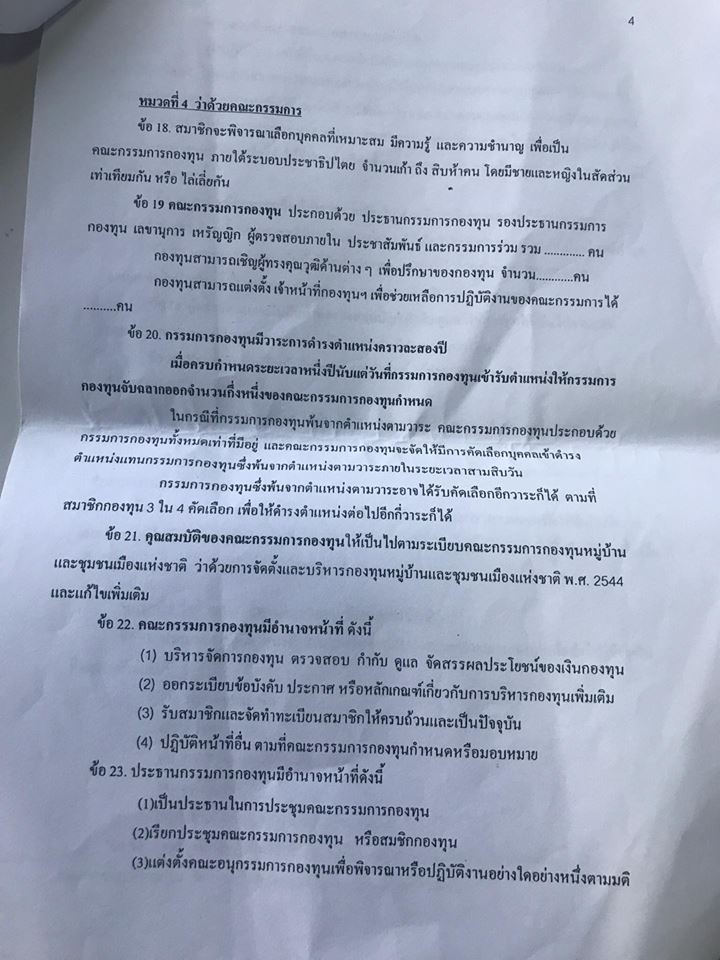 4
หมวดที่ 4 ว่าด้วยคณะกรรมการ
ข้อ 18. สมาชิกจะพิจารณาเลือกบุคคลที่เหมาะสม มีความรู้ และความชำนาญ เพื่อเป็น
คณะกรรมการกองทุน ภายใต้ระบอบประชาธิปไตย จำนวนเก้า ถึง สิบห้าคน โดยมีชายและหญิงในสัดส่วน
เท่าเทียมกัน หรือ ไล่เลี่ยกัน
ข้อ 19 คณะกรรมการกองทุน ประกอบด้วย ประธานกรรมการกองทุน รองประธานกรรมการ
กองทุน เลขานุการ เหรัญญิก ผู้ตรวจสอบภายใน ประชาสัมพันธ์ และกรรมการร่วม รวม ............. คน
กองทุนสามารถเชิญผู้ทรงคุณวุฒิด้านต่าง ๆ เพื่อปรึกษาของกองทุน จำนวน...........คน
กองทุนสามารถแต่งตั้ง เจ้าหน้าที่กองทุนฯ เพื่อช่วยเหลือการปฏิบัติงานของคณะกรรมการได้
..........คน
ข้อ 20. กรรมการกองทุนมีวาระการดำรงตำแหน่งคราวละสองปี
เมื่อครบกำหนดระยะเวลาหนึ่งปีนับแต่วันที่กรรมการกองทุนเข้ารับตำแหน่งให้กรรมการ
กองทุนจับฉลากออกจำนวนกึ่งหนึ่งของคณะกรรมการกองทุนกำหนด
ในกรณีที่กรรมการกองทุนพ้นจากตำแหน่งตามวาระ คณะกรรมการกองทุนประกอบด้วย
กรรมการกองทุนทั้งหมดเท่าที่มีอยู่ และคณะกรรมการกองทุนจะจัดให้มีการคัดเลือกบุคคลเข้าดำรง
ตำแหน่งแทนกรรมการกองทุนซึ่งพ้นจากตำแหน่งตามวาระภายในระยะเวลาสามสิบวัน
กรรมการกองทุนซึ่งพ้นจากตำแหน่งตามวาระอาจได้รับคัดเลือกอีกวาระก็ได้ ตามที่
สมาชิกกองทุน 3 ใน 4 คัดเลือก เพื่อให้ดำรงตำแหน่งต่อไปอีกกี่วาระก็ได้
ข้อ 21. คุณสมบัติของคณะกรรมการกองทุนให้เป็นไปตามระเบียบคณะกรรมการกองทุนหมู่บ้าน
และชุมชนเมืองแห่งชาติ ว่าด้วยการจัดตั้งและบริหารกองทุนหมู่บ้านและชุมชนเมืองแห่งชาติ พ.ศ. 2544
และแก้ไขเพิ่มเติม
ข้อ 22. คณะกรรมการกองทุนมีอำนาจหน้าที่ ดังนี้
(1) บริหารจัดการกองทุน ตรวจสอบ กำกับ ดูแล จัดสรรผลประโยชน์ของเงินกองทุน
(2) ออกระเบียบข้อบังคับ ประกาศ หรือหลักเกณฑ์เกี่ยวกับการบริหารกองทุนเพิ่มเติม
(3) รับสมาชิกและจัดทำทะเบียนสมาชิกให้ครบถ้วนและเป็นปัจจุบัน
(4) ปฏิบัติหน้าที่อื่น ตามที่คณะกรรมการกองทุนกำหนดหรือมอบหมาย
ข้อ 23. ประธานกรรมการกองทุนมีอำนาจหน้าที่ดังนี้
(1)เป็นประธานในการประชุมคณะกรรมการกองทุน
(2)เรียกประชุมคณะกรรมการกองทุน หรือสมชิกกองทุน
(3)แต่งตั้งคณะอนุกรรมการกองทุนเพื่อพิจารณาหรือปฏิบัติงานอย่างใดอย่างหนึ่งตามมติ